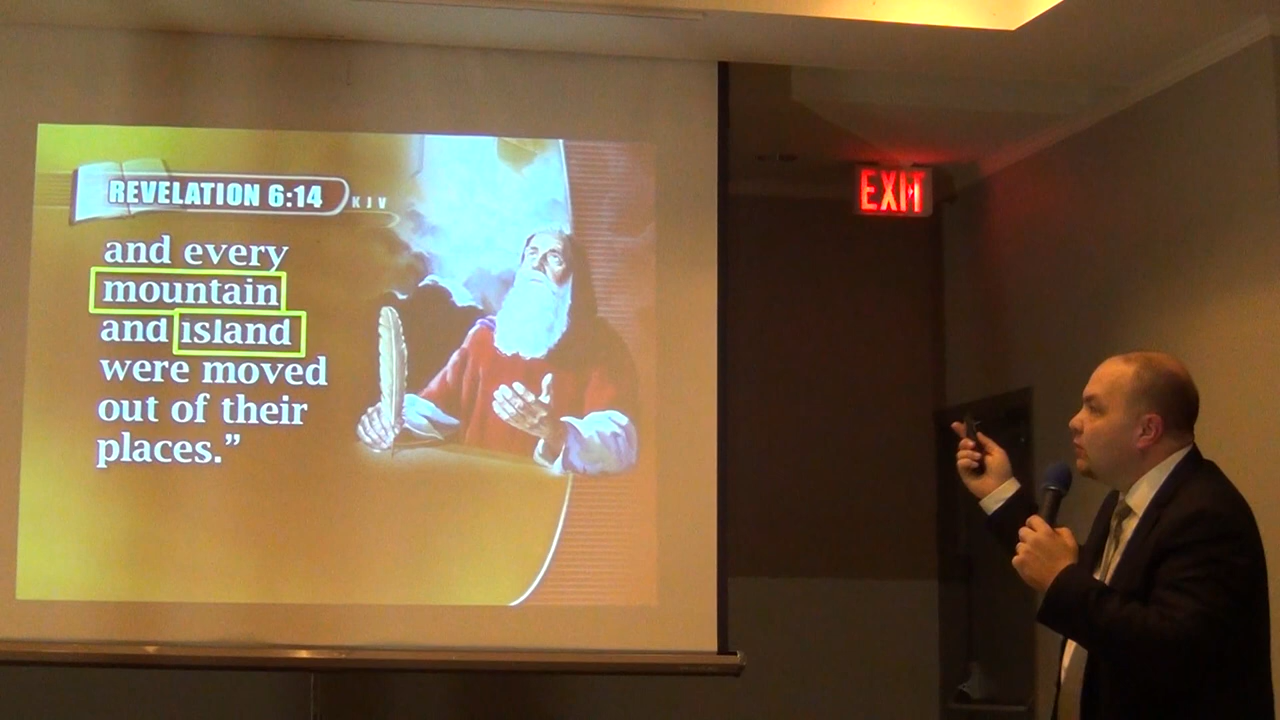 REVELATION 6:14 KJV
and every
mountain
and island
were moved
out of their
places.”
EXIT